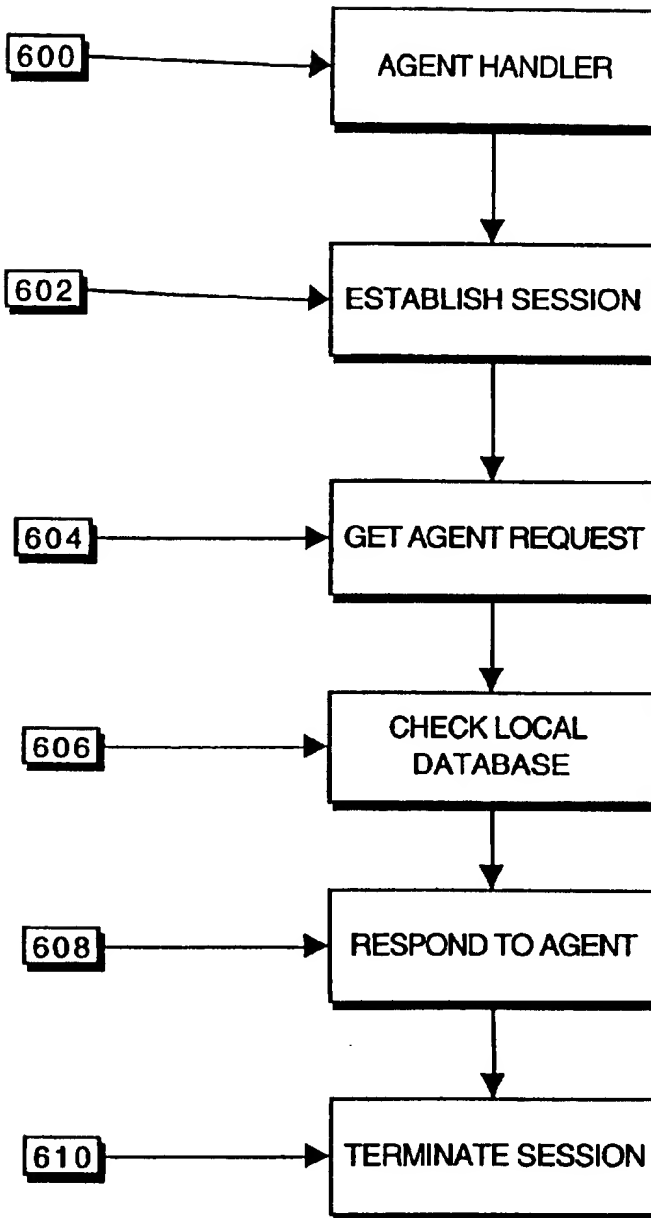 600
AGENT HANDLER
602
ESTABLISH SESSION
604
GET AGENT REQUEST
606
CHECK LOCAL
DATABASE
608
RESPOND TO AGENT
610
TERMINATE SESSION